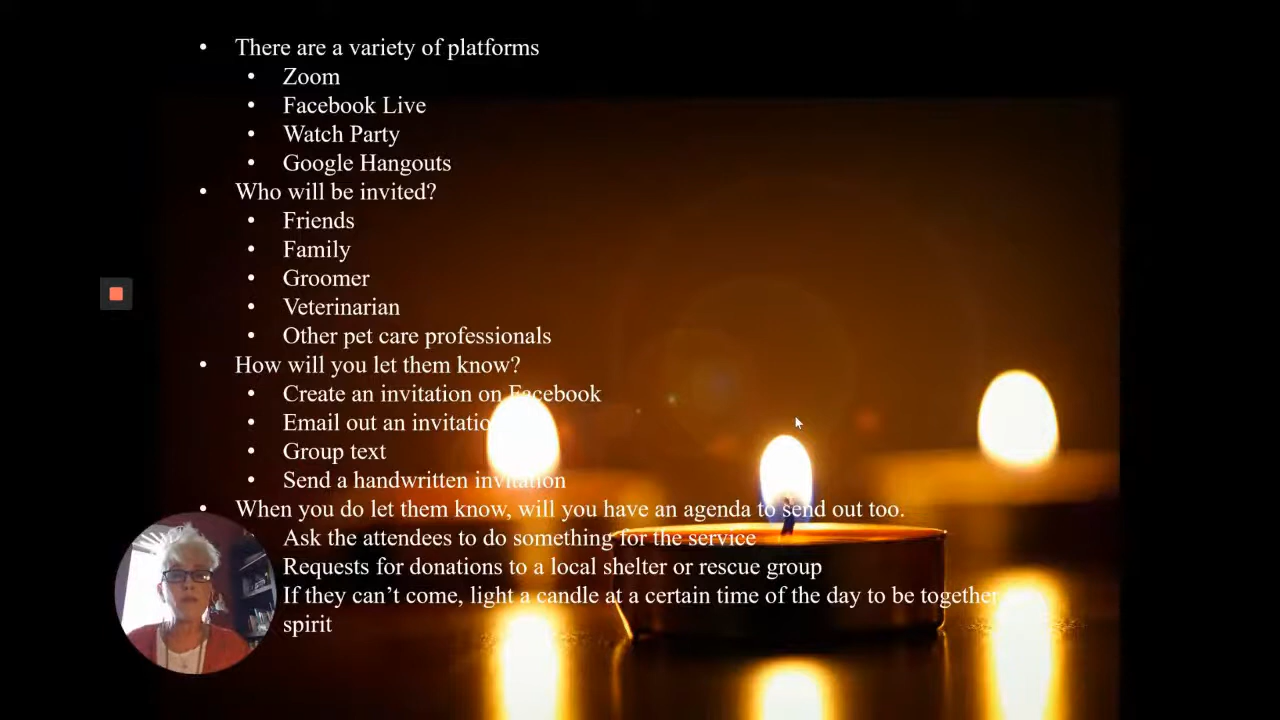 • There are a variety of platforms
• Zoom
• Facebook Live
• Watch Party
• Google Hangouts
• Who will be invited?
• Friends
• Family
• Groomer
• Veterinarian
• Other pet care professionals
• How will you let them know?
• Create an invitation on Facebook
• Email out an invitation
• Group text
• Send a handwritten invitation
• When you do let them know, will you have an agenda to send out too.
Ask the attendees to do something for the service
Requests for donations to a local shelter or rescue group
If they can’t come, light a candle at a certain time of the day to be together
spirit